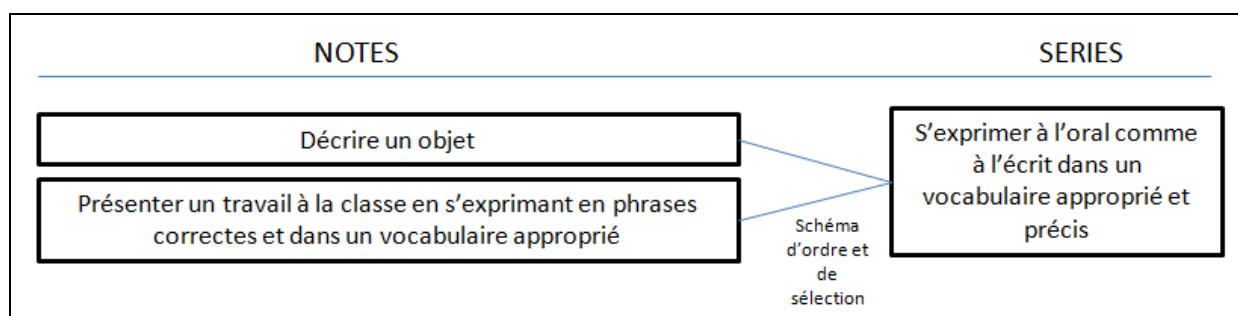 NOTES
SERIES
Décrire un objet
Présenter un travail à la classe en s'exprimant en phrases
correctes et dans un vocabulaire approprié
Schéma
d'ordre et
de
sélection
S'exprimer à l'oral comme
à l'écrit dans un
vocabulaire approprié et
précis